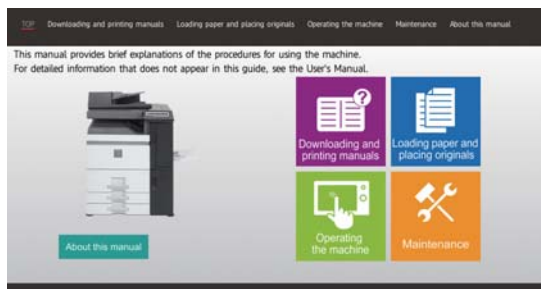 TOP Downloading and printing manuals Loading paper and placing originals Operating the machine Maintenance About this manual
This manual provides brief explanations of the procedures for using the machine.
For detailed information that does not appear in this guide, see the User's Manual.
Downloading and
printing manuals
Loading paper and
placing originals
About this manual
Operating
the machine
Maintenance